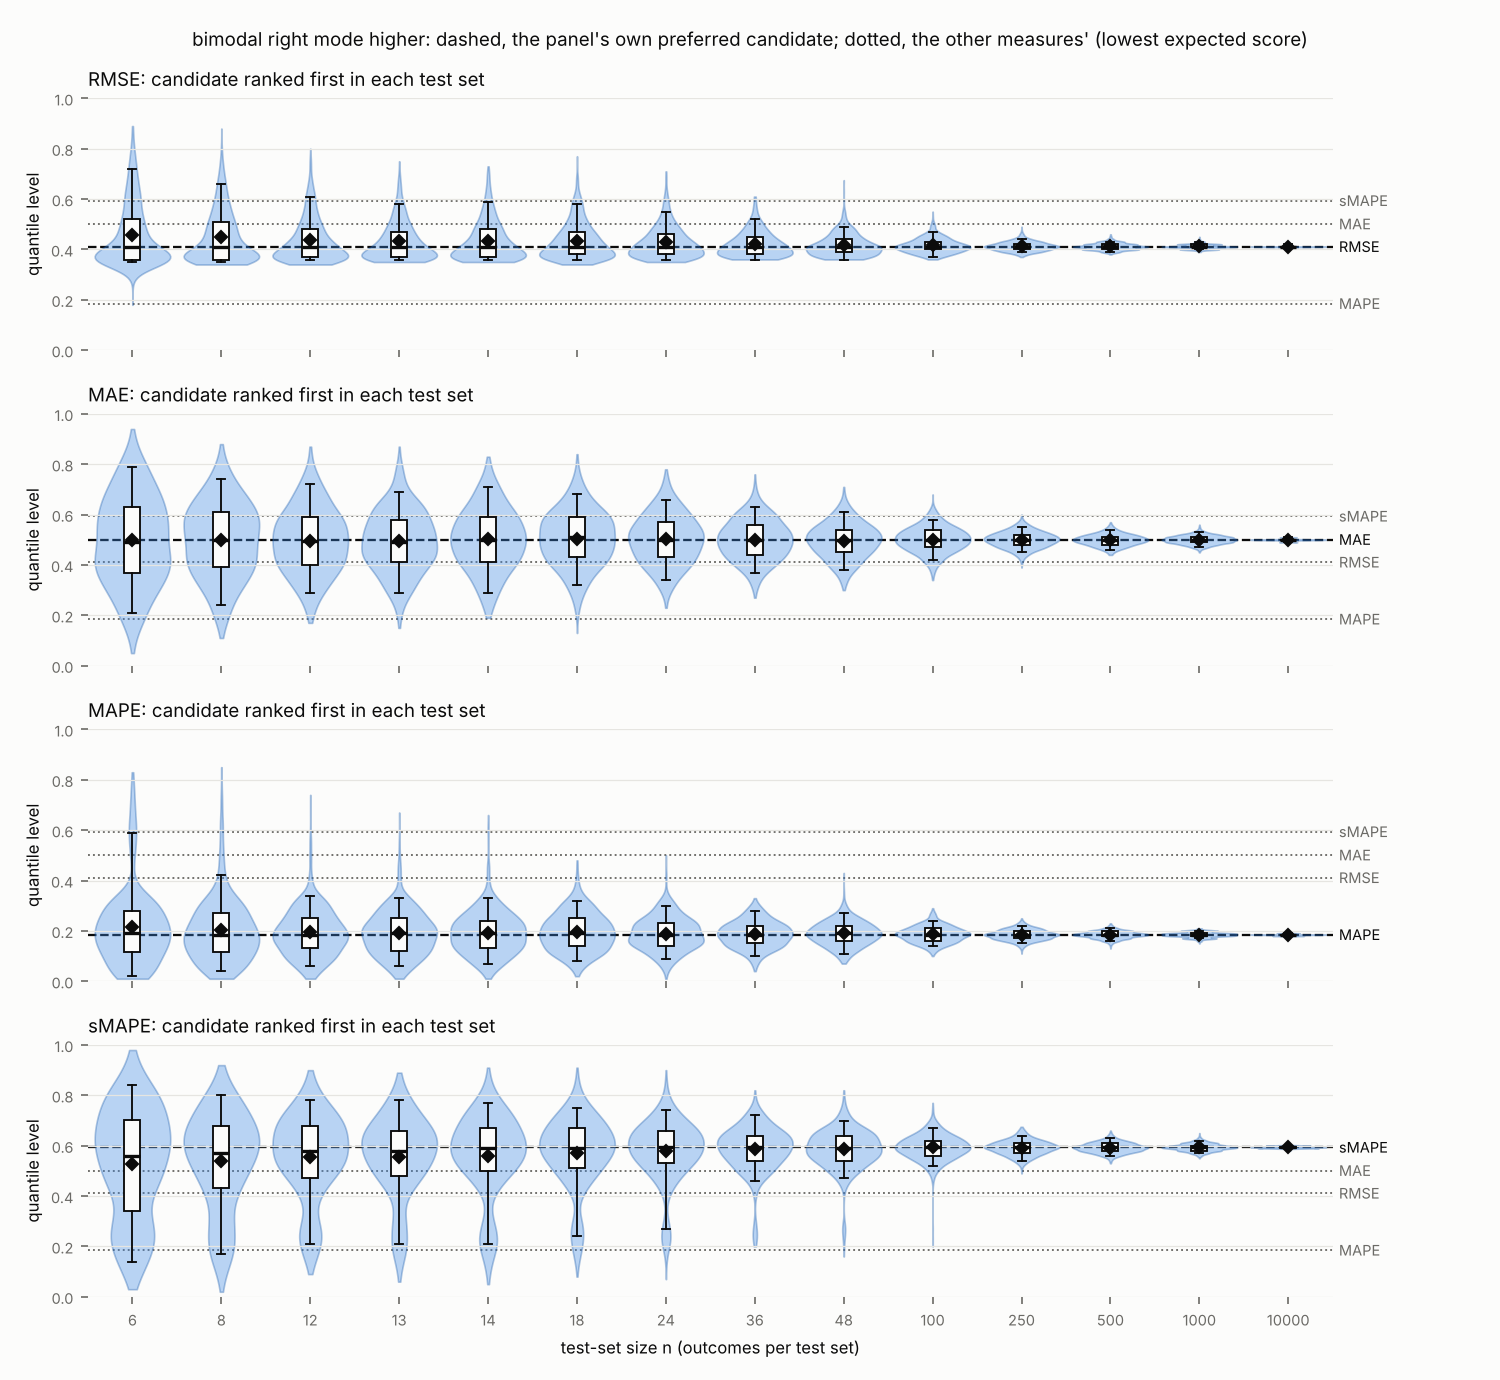 bimodal right mode higher: dashed, the panel's own preferred candidate; dotted, the other measures' (lowest expected score)
RMSE: candidate ranked first in each test set
1.0
0.8
0.6
0.4
0.2
0.0
quantile level
sMAPE
MAE
RMSE
MAPE
MAE: candidate ranked first in each test set
1.0
0.8
0.6
0.4
0.2
0.0
quantile level
sMAPE
MAE
RMSE
MAPE
MAPE: candidate ranked first in each test set
1.0
0.8
0.6
0.4
0.2
0.0
quantile level
sMAPE
MAE
RMSE
MAPE
sMAPE: candidate ranked first in each test set
1.0
0.8
0.6
0.4
0.2
0.0
quantile level
sMAPE
MAE
RMSE
MAPE
6 8 12 13 14 18 24 36 48 100 250 500 1000 10000
test-set size n (outcomes per test set)